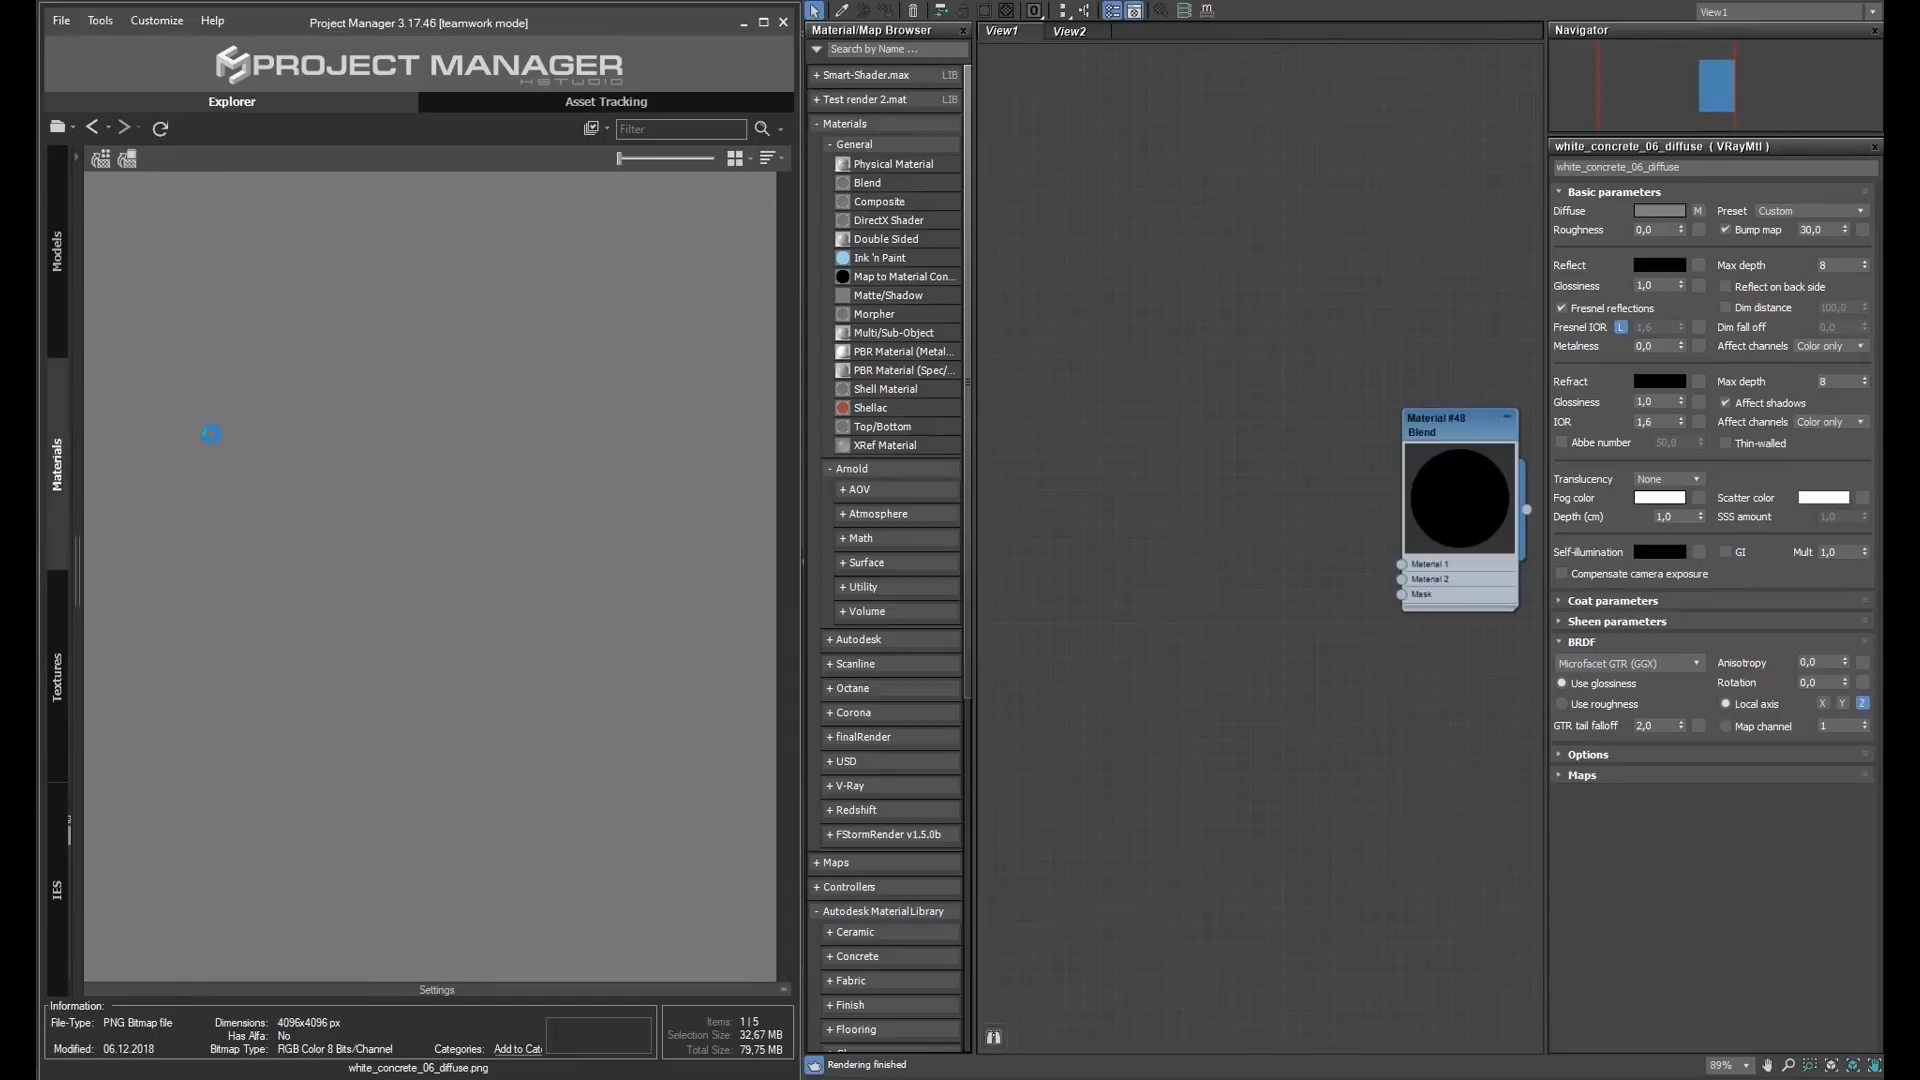 File Tools Customize Help
Project Manager 3.17.46 [teamwork mode]
PROJECT MANAGER
KSTUDIO
Explorer
Asset Tracking
Filter
Models
Materials
Textures
IES
Settings
Information:
File-Type: PNG Bitmap file
Dimensions: 4096x4096 px
Has Alfa: No
Modified: 06.12.2018
Bitmap Type: RGB Color 8 Bits/Channel
Categories: Add to Cat
Items: 1|5
Selection Size: 32,67 MB
Total Size: 79,75 MB
white_concrete_06_diffuse.png
Material/Map Browser
Search by Name ...
+ Smart-Shader.max LIB
+ Test render 2.mat LIB
- Materials
- General
Physical Material
Blend
Composite
DirectX Shader
Double Sided
Ink 'n Paint
Map to Material Con...
Matte/Shadow
Morpher
Multi/Sub-Object
PBR Material (Metal...
PBR Material (Spec/...
Shell Material
Shellac
Top/Bottom
XRef Material
- Arnold
+ AOV
+ Atmosphere
+ Math
+ Surface
+ Utility
+ Volume
+ Autodesk
+ Scanline
+ Octane
+ Corona
+ finalRender
+ USD
+ V-Ray
+ Redshift
+ FStormRender v1.5.0b
+ Maps
+ Controllers
- Autodesk Material Library
+ Ceramic
+ Concrete
+ Fabric
+ Finish
+ Flooring
Rendering finished
View1
View2
Material #48
Blend
Material 1
Material 2
Mask
View1
Navigator
white_concrete_06_diffuse ( VRayMtl )
white_concrete_06_diffuse
Basic parameters
Diffuse M Preset Custom
Roughness 0,0 Bump map 30,0
Reflect Max depth 8
Glossiness 1,0 Reflect on back side
Fresnel reflections Dim distance 100,0
Fresnel IOR L 1,6 Dim fall off 0,0
Metalness 0,0 Affect channels Color only
Refract Max depth 8
Glossiness 1,0 Affect shadows
IOR 1,6 Affect channels Color only
Abbe number 50,0 Thin-walled
Translucency None
Fog color Scatter color
Depth (cm) 1,0 SSS amount 1,0
Self-illumination GI Mult 1,0
Compensate camera exposure
Coat parameters
Sheen parameters
BRDF
Microfacet GTR (GGX) Anisotropy 0,0
Use glossiness Rotation 0,0
Use roughness Local axis X Y Z
GTR tail falloff 2,0 Map channel 1
Options
Maps
89%